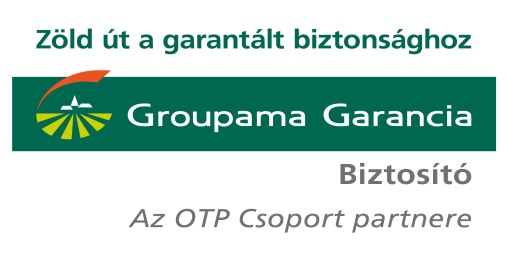 Zöld út a garantált biztonsághoz
Groupama Garancia
Biztosító
Az OTP Csoport partnere